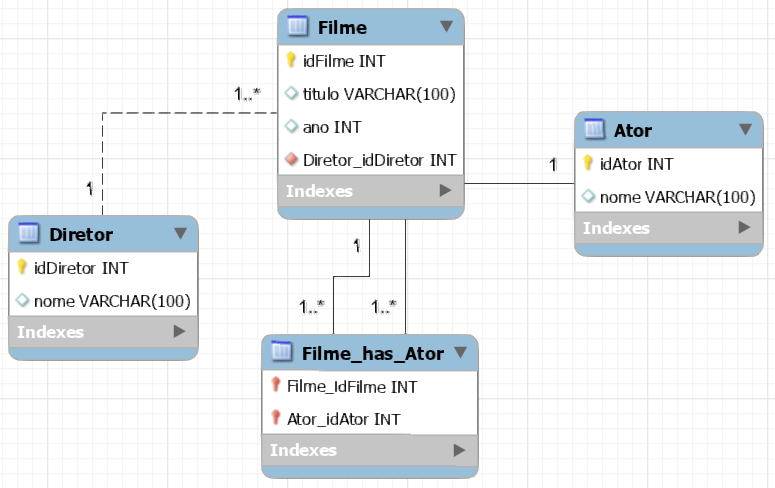 Filme
idFilme INT
titulo VARCHAR(100)
ano INT
Diretor_idDiretor INT
Indexes
1..*
1
Diretor
idDiretor INT
nome VARCHAR(100)
Indexes
1
Ator
idAtor INT
nome VARCHAR(100)
Indexes
1
1..*
1..*
Filme_has_Ator
Filme_IdFilme INT
Ator_idAtor INT
Indexes